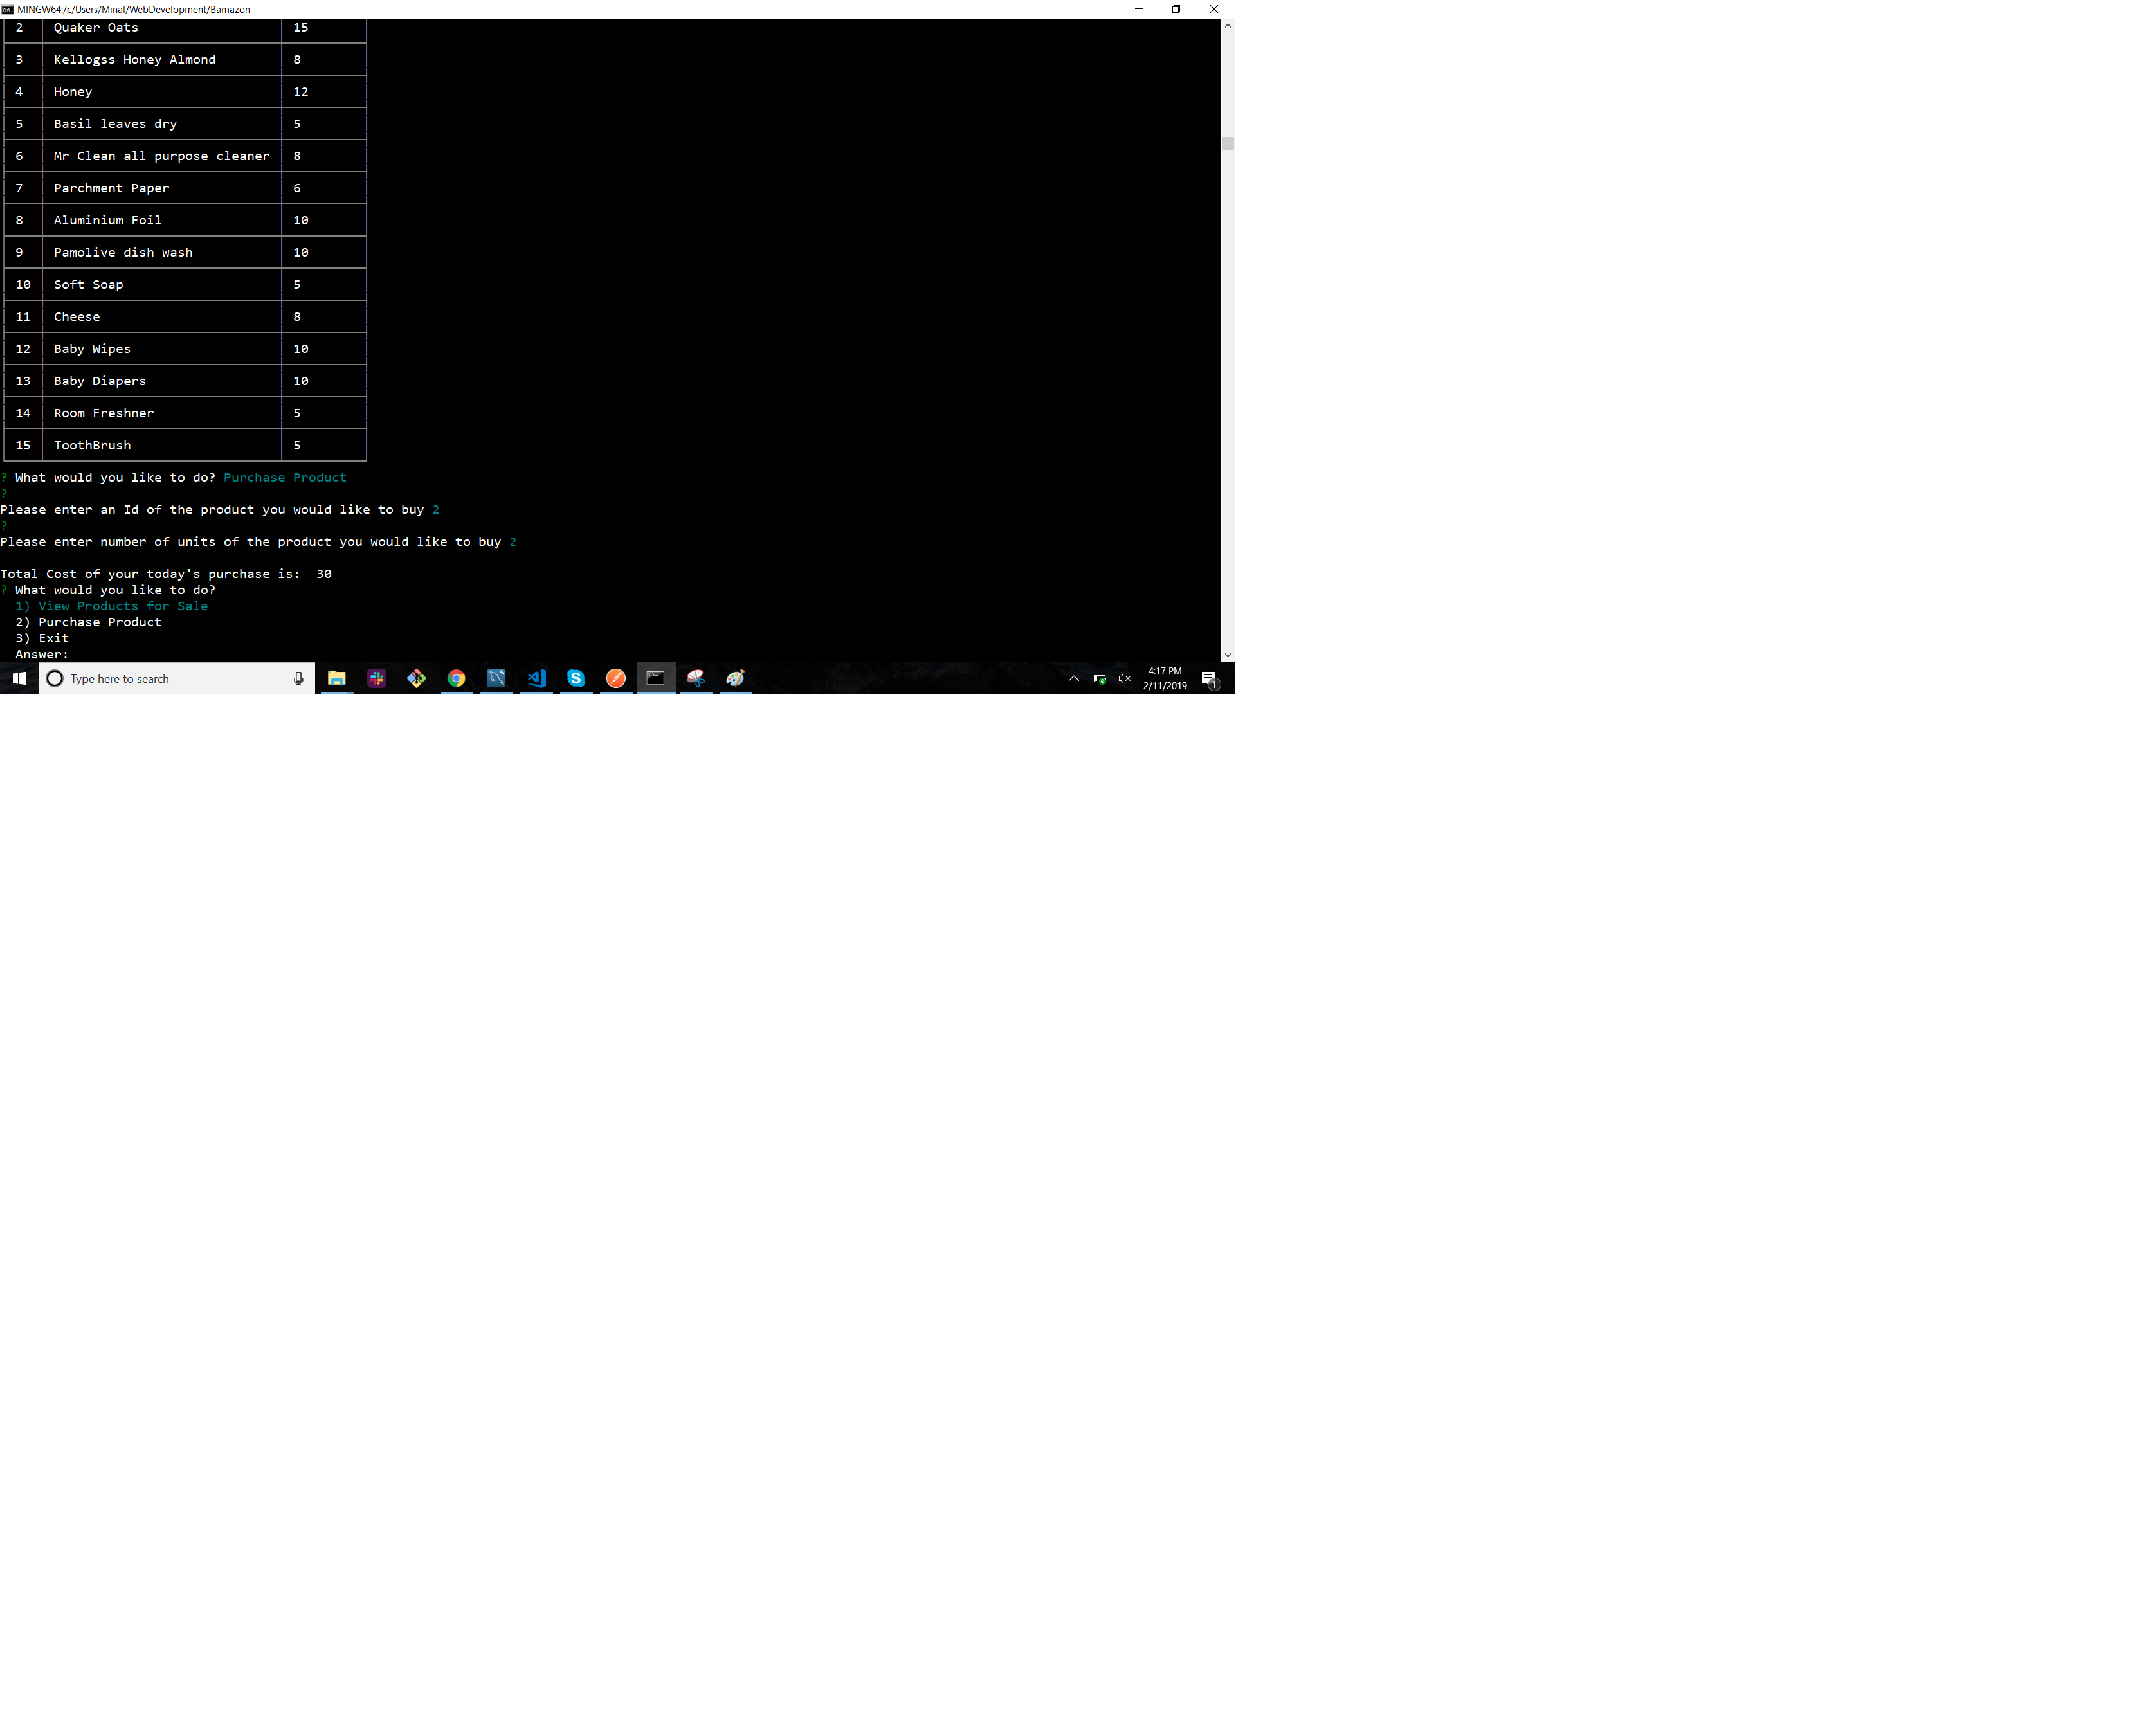 MINGW64:/c/Users/Minal/WebDevelopment/Bamazon
2 Quaker Oats 15
3 Kellogss Honey Almond 8
4 Honey 12
5 Basil leaves dry 5
6 Mr Clean all purpose cleaner 8
7 Parchment Paper 6
8 Aluminium Foil 10
9 Pamolive dish wash 10
10 Soft Soap 5
11 Cheese 8
12 Baby Wipes 10
13 Baby Diapers 10
14 Room Freshner 5
15 ToothBrush 5
? What would you like to do? Purchase Product
?
Please enter an Id of the product you would like to buy 2
?
Please enter number of units of the product you would like to buy 2
Total Cost of your today's purchase is: 30
? What would you like to do?
1) View Products for Sale
2) Purchase Product
3) Exit
Answer:
Type here to search
4:17 PM
2/11/2019
1